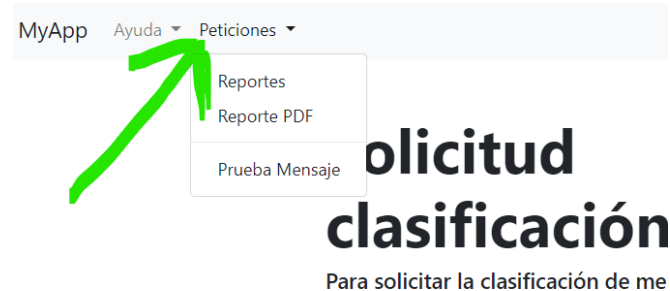 MyApp Ayuda Peticiones
Reportes
Reporte PDF
Prueba Mensaje
olicitud
clasificación
Para solicitar la clasificación de me